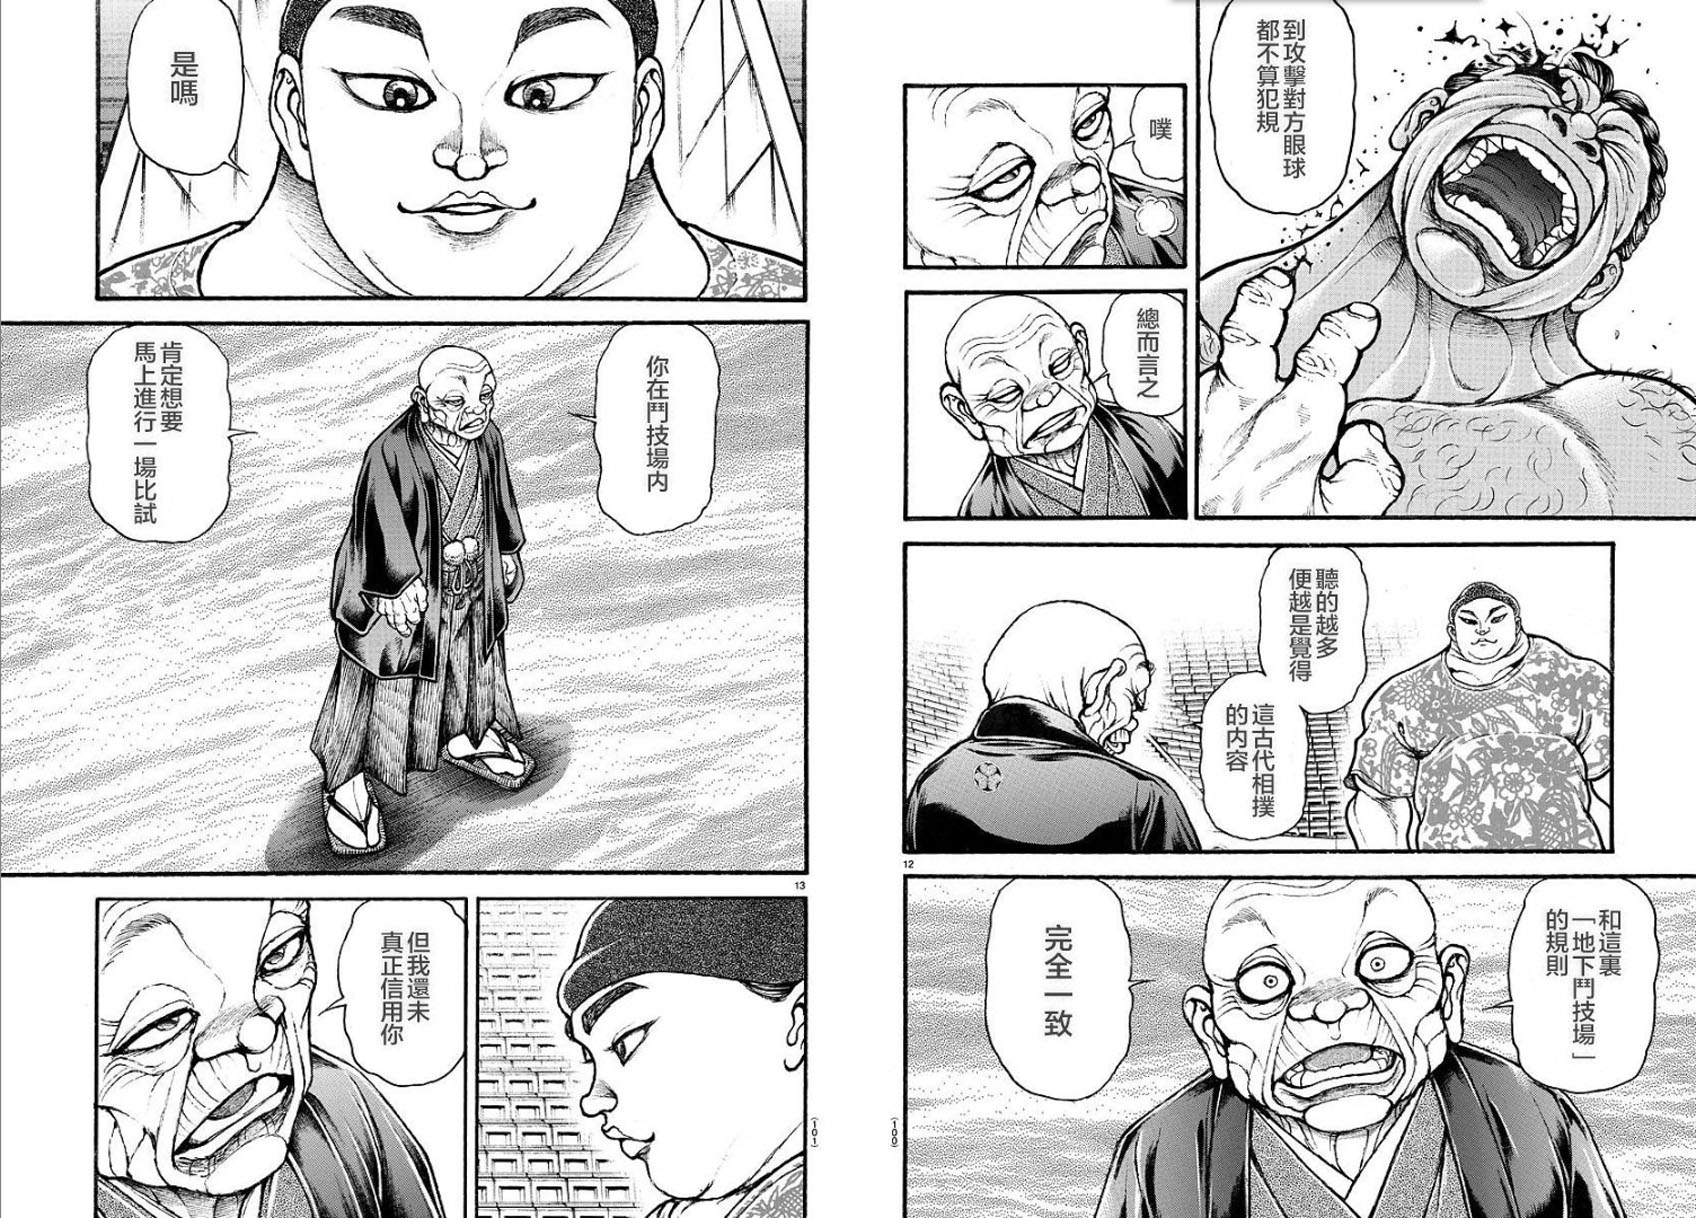 到攻擊對方眼球
都不算犯規
噗
總而言之
聽的越多
便越是覺得
這古代相撲
的內容
12
和這裏
「地下鬥技場」
的規則
完全一致
(100)
是嗎
你在鬥技場內
肯定想要
馬上進行一場比試
13
但我還未
真正信用你
(101)